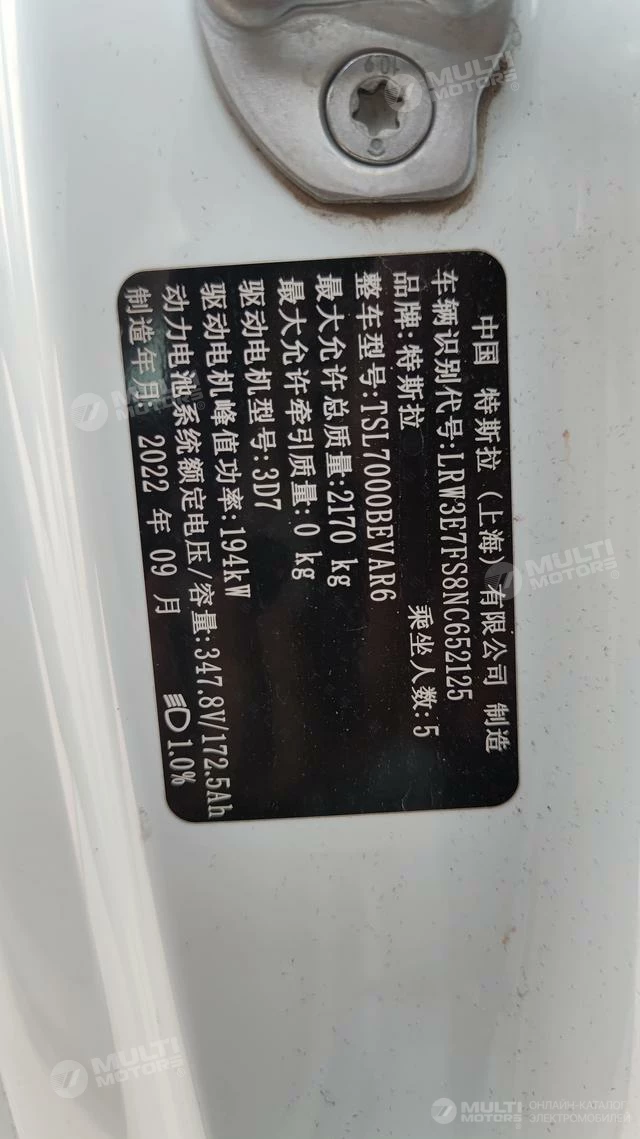 10.9
中国 特斯拉 (上海) 有限公司 制造
车辆识别代号:LRW3E7FS8NC652125
品牌:特斯拉 乘坐人数:5
整车型号:TSL7000BEVAR6
最大允许总质量:2170 kg
最大允许牵引质量:0 kg
驱动电机型号:3D7
驱动电机峰值功率:194kW
动力电池系统额定电压/容量:347.8V/172.5Ah
制造年月: 2022 年 09 月 1.0%
MULTI MOTORS®
MULTI MOTORS®
MULTI MOTORS®
MULTI MOTORS
MULTI MOTORS ОНЛАЙН-КАТАЛОГ ЭЛЕКТРОМОБИЛЕЙ